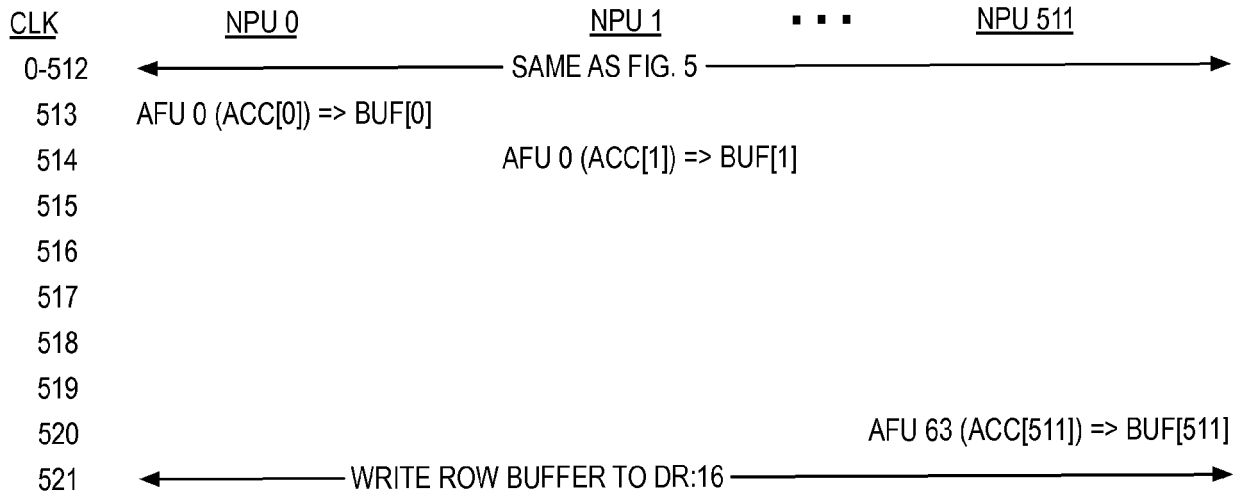 CLK NPU 0 NPU 1 ▪ ▪ ▪ NPU 511
0-512 SAME AS FIG. 5
513 AFU 0 (ACC[0]) => BUF[0]
514 AFU 0 (ACC[1]) => BUF[1]
515
516
517
518
519
520 AFU 63 (ACC[511]) => BUF[511]
521 WRITE ROW BUFFER TO DR:16